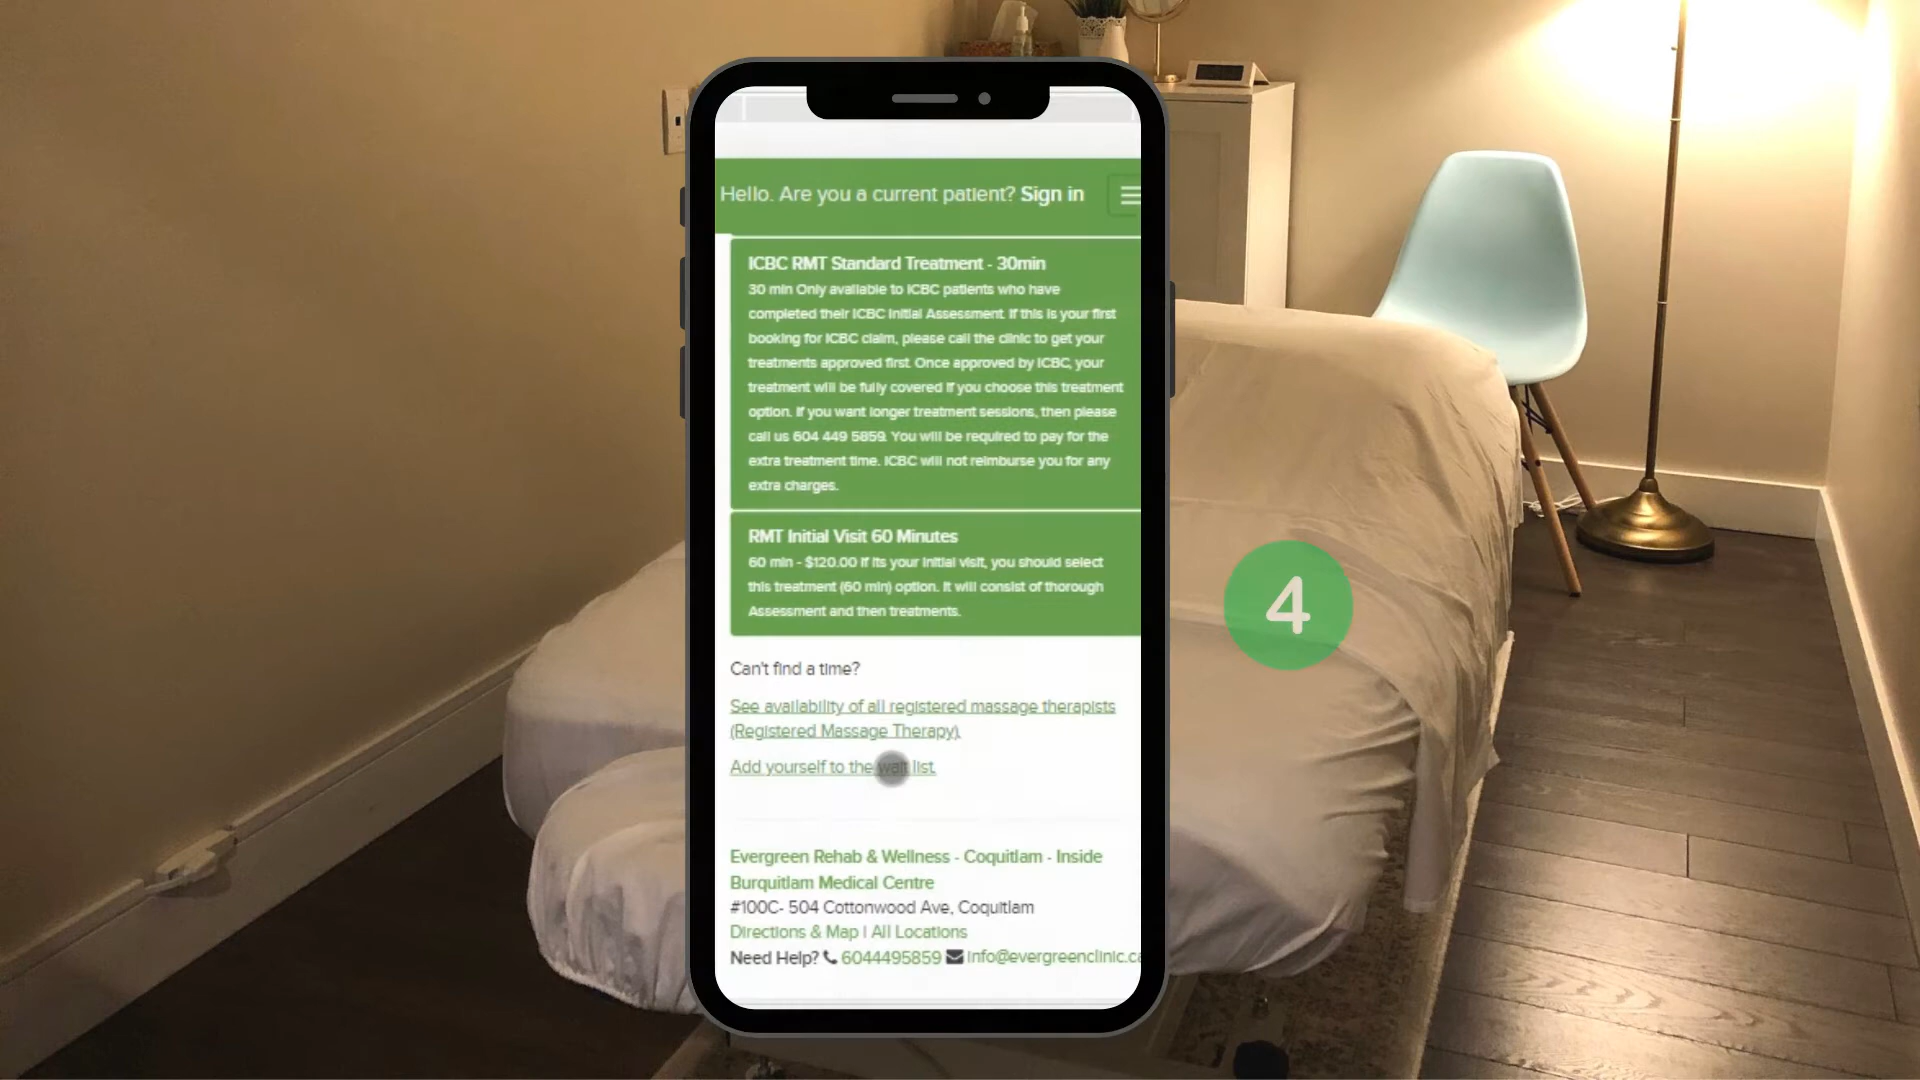 Hello. Are you a current patient? Sign in
ICBC RMT Standard Treatment - 30min
30 min Only available to ICBC patients who have
completed their ICBC Initial Assessment. If this is your first
booking for ICBC claim, please call the clinic to get your
treatments approved first. Once approved by ICBC, your
treatment will be fully covered if you choose this treatment
option. If you want longer treatment sessions, then please
call us 604 449 5859. You will be required to pay for the
extra treatment time. ICBC will not reimburse you for any
extra charges.
RMT Initial Visit 60 Minutes
60 min - $120.00 If its your initial visit, you should select
this treatment (60 min) option. It will consist of thorough
Assessment and then treatments.
4
Can't find a time?
See availability of all registered massage therapists
(Registered Massage Therapy).
Add yourself to the wait list.
Evergreen Rehab & Wellness - Coquitlam - Inside
Burquitlam Medical Centre
#100C- 504 Cottonwood Ave, Coquitlam
Directions & Map | All Locations
Need Help? 6044495859 info@evergreenclinic.ca